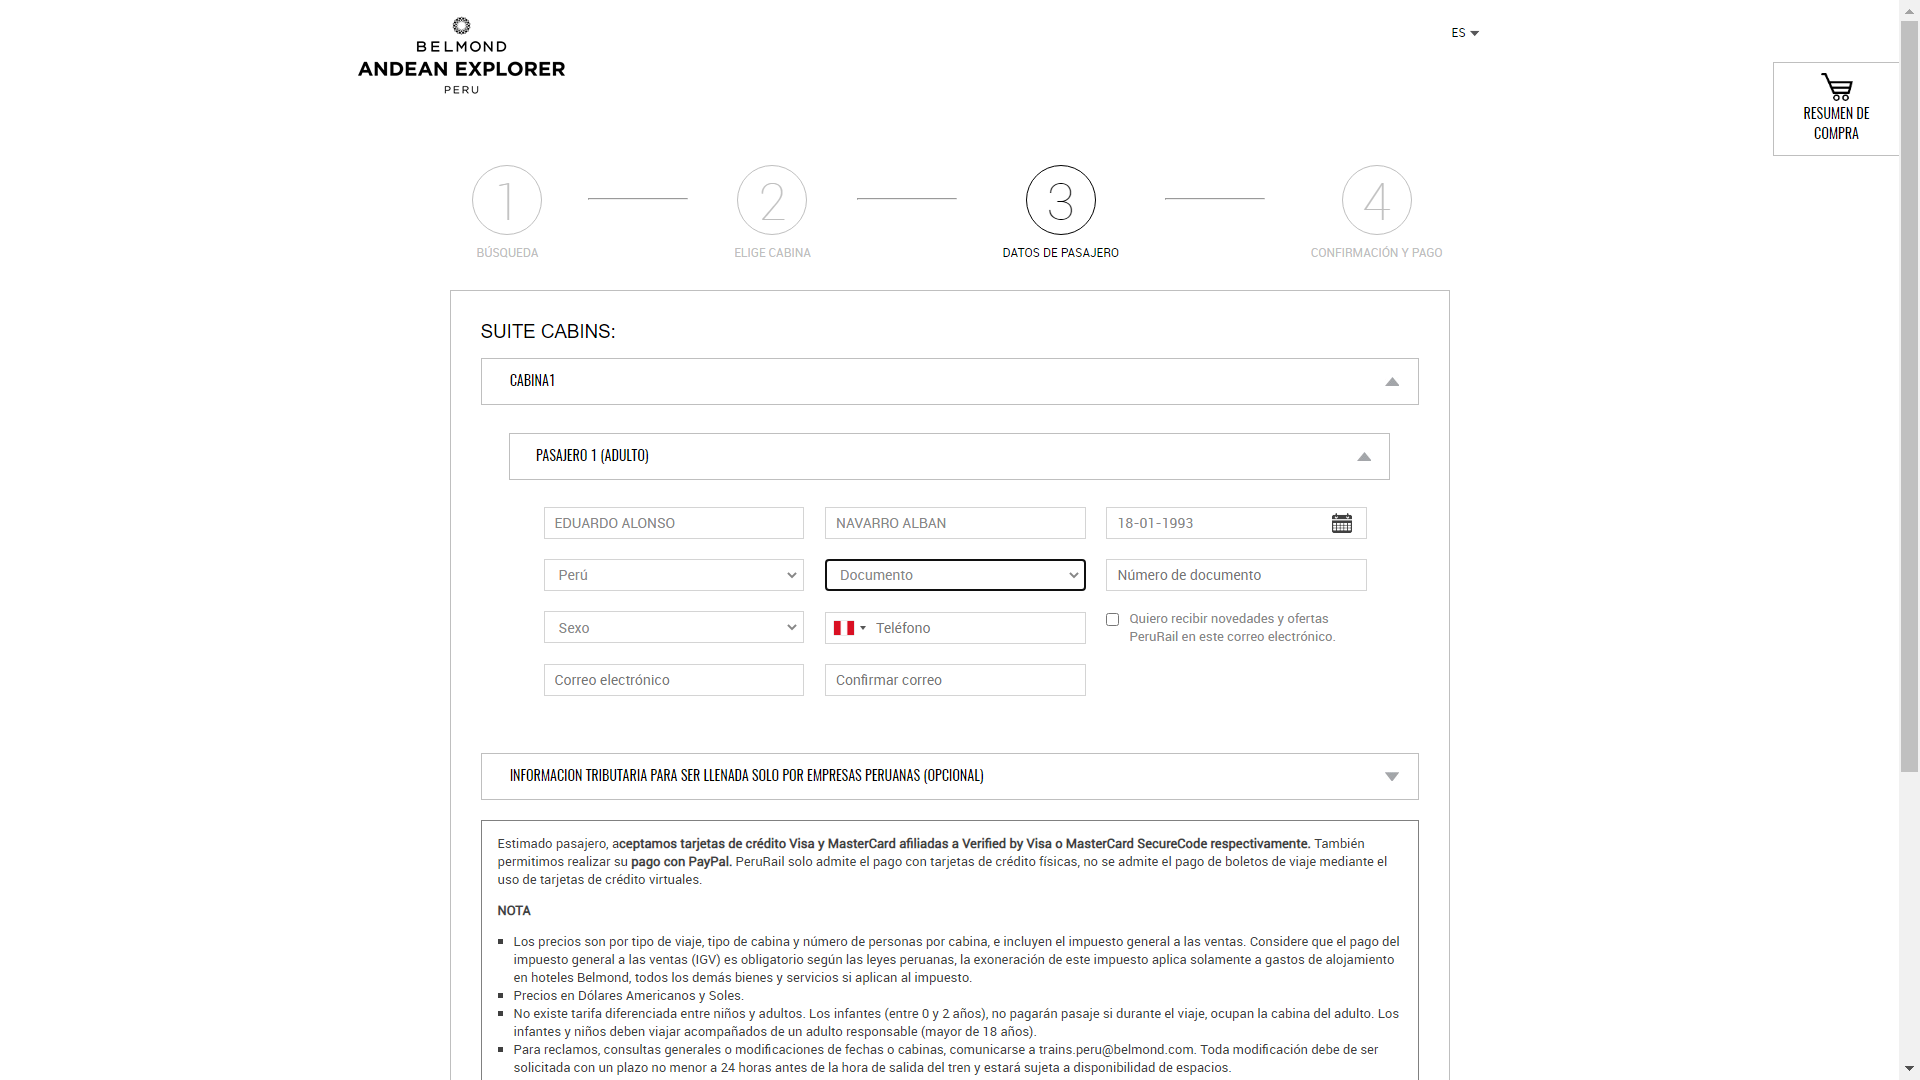 BELMOND
ANDEAN EXPLORER
PERU
ES
RESUMEN DE
COMPRA
1
2
3
4
BÚSQUEDA
ELIGE CABINA
DATOS DE PASAJERO
CONFIRMACIÓN Y PAGO
SUITE CABINS:
CABINA1
PASAJERO 1 (ADULTO)
EDUARDO ALONSO
NAVARRO ALBAN
18-01-1993
Perú
Documento
Número de documento
Sexo
Teléfono
Quiero recibir novedades y ofertas
PeruRail en este correo electrónico.
Correo electrónico
Confirmar correo
INFORMACION TRIBUTARIA PARA SER LLENADA SOLO POR EMPRESAS PERUANAS (OPCIONAL)
Estimado pasajero, aceptamos tarjetas de crédito Visa y MasterCard afiliadas a Verified by Visa o MasterCard SecureCode respectivamente. También
permitimos realizar su pago con PayPal. PeruRail solo admite el pago con tarjetas de crédito físicas, no se admite el pago de boletos de viaje mediante el
uso de tarjetas de crédito virtuales.
NOTA
Los precios son por tipo de viaje, tipo de cabina y número de personas por cabina, e incluyen el impuesto general a las ventas. Considere que el pago del
impuesto general a las ventas (IGV) es obligatorio según las leyes peruanas, la exoneración de este impuesto aplica solamente a gastos de alojamiento
en hoteles Belmond, todos los demás bienes y servicios si aplican al impuesto.
Precios en Dólares Americanos y Soles.
No existe tarifa diferenciada entre niños y adultos. Los infantes (entre 0 y 2 años), no pagarán pasaje si durante el viaje, ocupan la cabina del adulto. Los
infantes y niños deben viajar acompañados de un adulto responsable (mayor de 18 años).
Para reclamos, consultas generales o modificaciones de fechas o cabinas, comunicarse a trains.peru@belmond.com. Toda modificación debe de ser
solicitada con un plazo no menor a 24 horas antes de la hora de salida del tren y estará sujeta a disponibilidad de espacios.